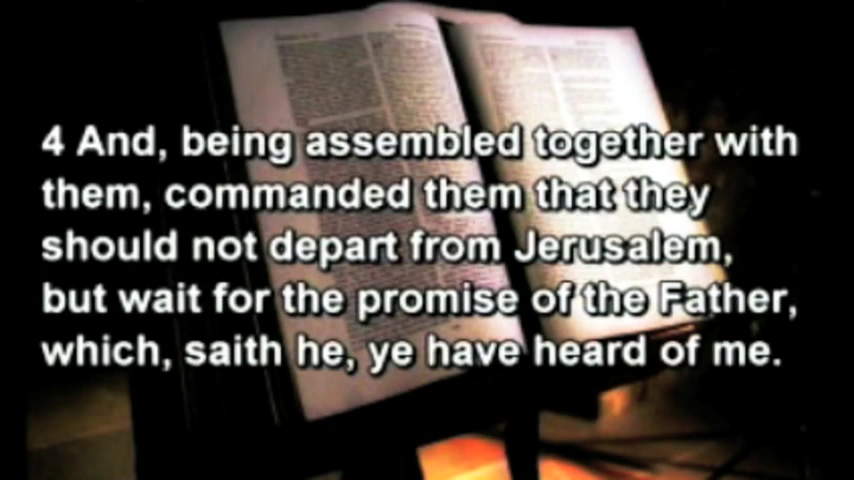 4 And, being assembled together with
them, commanded them that they
should not depart from Jerusalem,
but wait for the promise of the Father,
which, saith he, ye have heard of me.